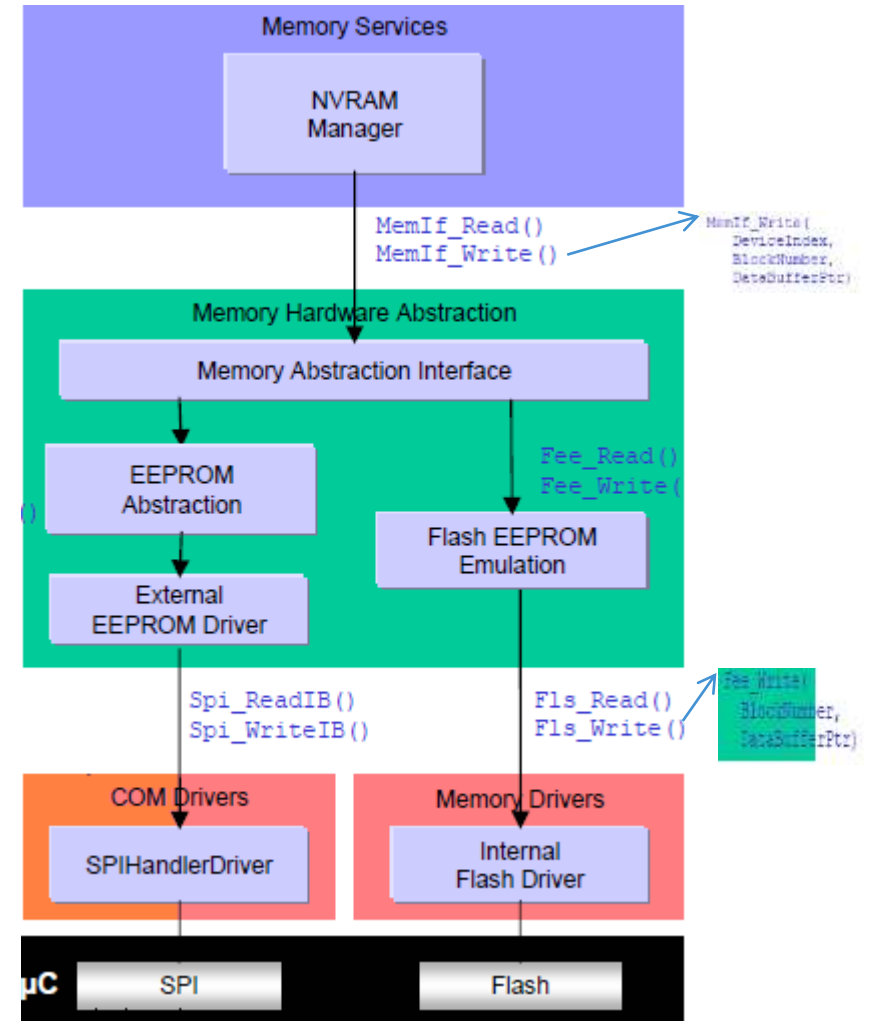 Memory Services
NVRAM
Manager
MemIf_Read()
MemIf_Write()
MemIf_Write(
DeviceIndex,
BlockNumber,
DataBufferPtr)
Memory Hardware Abstraction
Memory Abstraction Interface
EEPROM
Abstraction
()
Fee_Read()
Fee_Write(
Flash EEPROM
Emulation
External
EEPROM Driver
Spi_ReadIB()
Spi_WriteIB()
Fls_Read()
Fls_Write()
Fee_Write(
BlockNumber,
DataBufferPtr)
COM Drivers
SPIHandlerDriver
Memory Drivers
Internal
Flash Driver
µC
SPI
Flash